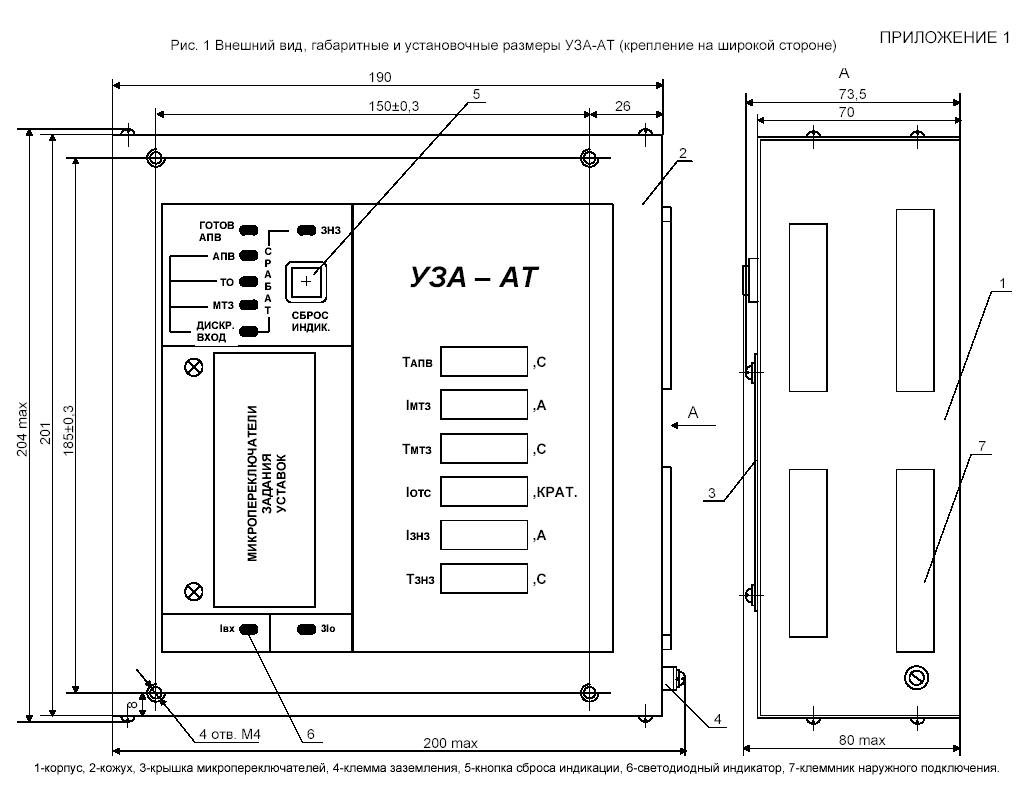 ПРИЛОЖЕНИЕ 1
Рис. 1 Внешний вид, габаритные и установочные размеры УЗА-АТ (крепление на широкой стороне)
190
150±0,3
26
5
2
А
73,5
70
204 max
201
185±0,3
8
ГОТОВ
АПВ
АПВ
ТО
МТЗ
ДИСКР.
ВХОД
СРАБАТ
ЗНЗ
СБРОС
ИНДИК.
УЗА – АТ
ТАПВ ,С
IМТЗ ,А
ТМТЗ ,С
IОТС ,КРАТ.
IЗНЗ ,А
ТЗНЗ ,С
МИКРОПЕРЕКЛЮЧАТЕЛИ
ЗАДАНИЯ
УСТАВОК
Iвх
3Io
А
1
7
3
4 отв. М4
6
4
200 max
80 max
1-корпус, 2-кожух, 3-крышка микропереключателей, 4-клемма заземления, 5-кнопка сброса индикации, 6-светодиодный индикатор, 7-клеммник наружного подключения.